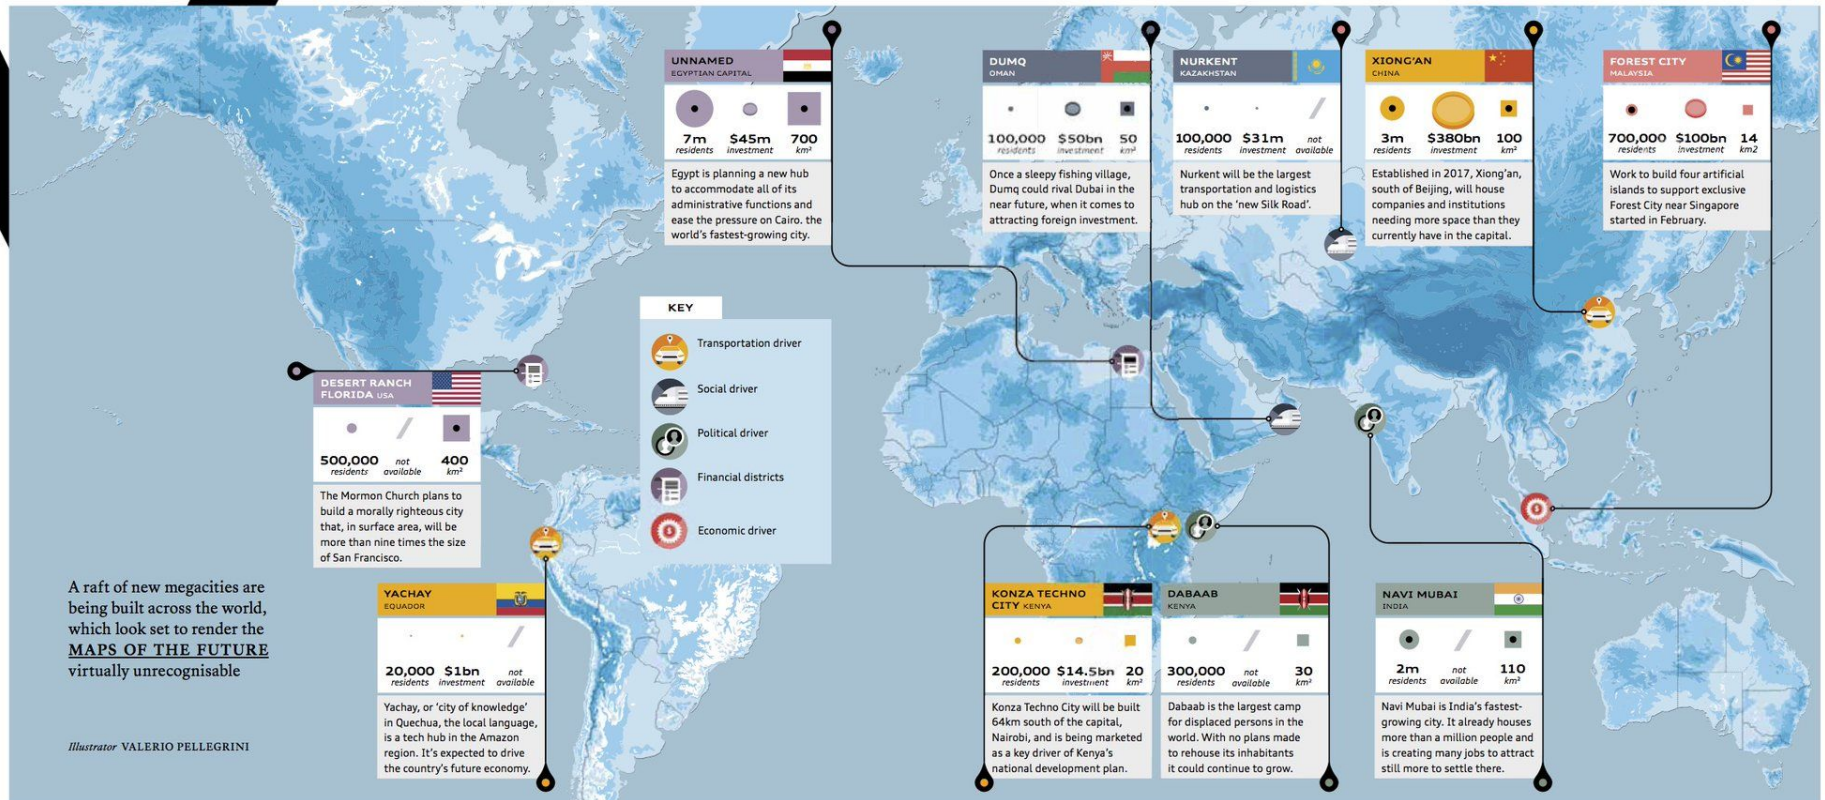 UNNAMED
EGYPTIAN CAPITAL
7m $45m 700
residents investment km²
Egypt is planning a new hub
to accommodate all of its
administrative functions and
ease the pressure on Cairo. the
world's fastest-growing city.
DUMQ
OMAN
100,000 $50bn 50
residents investment km²
Once a sleepy fishing village,
Dumq could rival Dubai in the
near future, when it comes to
attracting foreign investment.
NURKENT
KAZAKHSTAN
100,000 $31m not
residents investment available
Nurkent will be the largest
transportation and logistics
hub on the 'new Silk Road'.
XIONG'AN
CHINA
3m $380bn 100
residents investment km²
Established in 2017, Xiong'an,
south of Beijing, will house
companies and institutions
needing more space than they
currently have in the capital.
FOREST CITY
MALAYSIA
700,000 $100bn 14
residents investment km2
Work to build four artificial
islands to support exclusive
Forest City near Singapore
started in February.
KEY
Transportation driver
Social driver
Political driver
Financial districts
Economic driver
DESERT RANCH
FLORIDA USA
500,000 not 400
residents available km²
The Mormon Church plans to
build a morally righteous city
that, in surface area, will be
more than nine times the size
of San Francisco.
A raft of new megacities are
being built across the world,
which look set to render the
MAPS OF THE FUTURE
virtually unrecognisable
Illustrator VALERIO PELLEGRINI
YACHAY
EQUADOR
20,000 $1bn not
residents investment available
Yachay, or 'city of knowledge'
in Quechua, the local language,
is a tech hub in the Amazon
region. It's expected to drive
the country's future economy.
KONZA TECHNO
CITY KENYA
200,000 $14.5bn 20
residents investment km²
Konza Techno City will be built
64km south of the capital,
Nairobi, and is being marketed
as a key driver of Kenya's
national development plan.
DABAAB
KENYA
300,000 not 30
residents available km²
Dabaab is the largest camp
for displaced persons in the
world. With no plans made
to rehouse its inhabitants
it could continue to grow.
NAVI MUBAI
INDIA
2m not 110
residents available km²
Navi Mubai is India's fastest-
growing city. It already houses
more than a million people and
is creating many jobs to attract
still more to settle there.